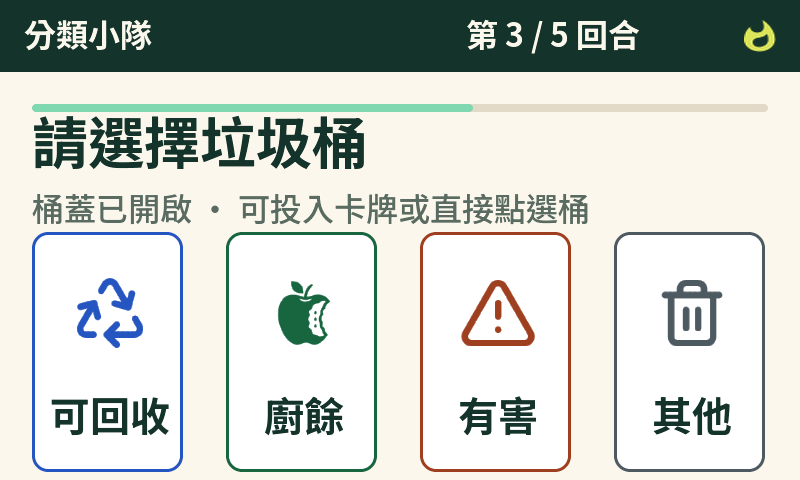 分類小隊
第 3 / 5 回合
請選擇垃圾桶
桶蓋已開啟 • 可投入卡牌或直接點選桶
可回收
廚餘
有害
其他